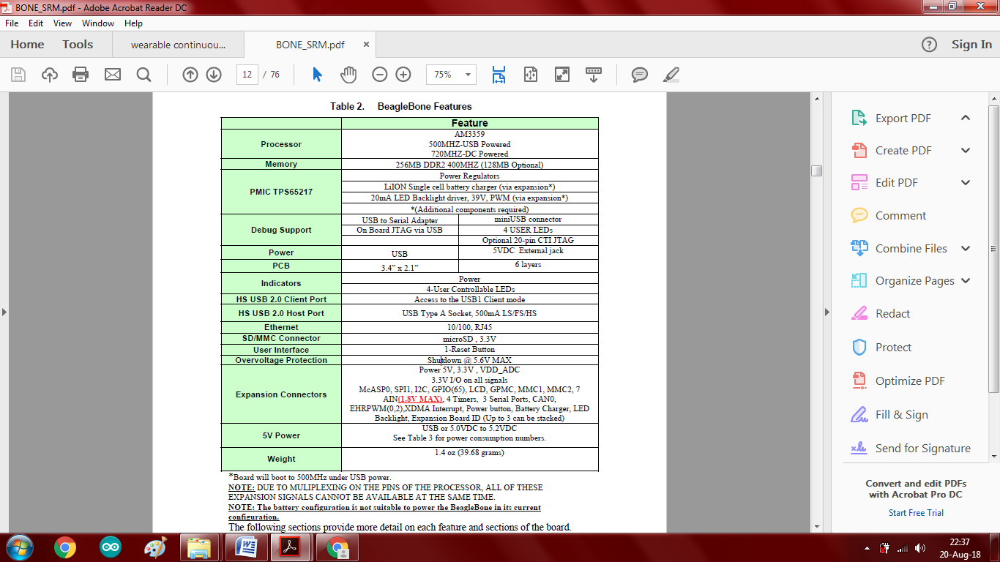 BONE_SRM.pdf - Adobe Acrobat Reader DC
File Edit View Window Help
Home Tools wearable continuou... BONE_SRM.pdf × ? Sign In
12 / 76 75%
Table 2. BeagleBone Features
Feature
Processor
AM3359
500MHZ-USB Powered
720MHZ-DC Powered
Memory 256MB DDR2 400MHZ (128MB Optional)
PMIC TPS65217
Power Regulators
LiION Single cell battery charger (via expansion*)
20mA LED Backlight driver, 39V, PWM (via expansion*)
*(Additional components required)
Debug Support
USB to Serial Adapter miniUSB connector
On Board JTAG via USB 4 USER LEDs
Optional 20-pin CTI JTAG
Power USB 5VDC External jack
PCB 3.4” x 2.1” 6 layers
Indicators
Power
4-User Controllable LEDs
HS USB 2.0 Client Port Access to the USB1 Client mode
HS USB 2.0 Host Port USB Type A Socket, 500mA LS/FS/HS
Ethernet 10/100, RJ45
SD/MMC Connector microSD , 3.3V
User Interface 1-Reset Button
Overvoltage Protection Shutdown @ 5.6V MAX
Expansion Connectors
Power 5V, 3.3V , VDD_ADC
3.3V I/O on all signals
McASP0, SPI1, I2C, GPIO(65), LCD, GPMC, MMC1, MMC2, 7
AIN(1.8V MAX), 4 Timers, 3 Serial Ports, CAN0,
EHRPWM(0,2),XDMA Interrupt, Power button, Battery Charger, LED
Backlight, Expansion Board ID (Up to 3 can be stacked)
5V Power
USB or 5.0VDC to 5.2VDC
See Table 3 for power consumption numbers.
Weight 1.4 oz (39.68 grams)
*Board will boot to 500MHz under USB power.
NOTE: DUE TO MULIPLEXING ON THE PINS OF THE PROCESSOR, ALL OF THESE
EXPANSION SIGNALS CANNOT BE AVAILABLE AT THE SAME TIME.
NOTE: The battery configuration is not suitable to power the BeagleBone in its current
configuration.
The following sections provide more detail on each feature and sections of the board.
Export PDF
Create PDF
Edit PDF
Comment
Combine Files
Organize Pages
Redact
Protect
Optimize PDF
Fill & Sign
Send for Signature
Convert and edit PDFs
with Acrobat Pro DC
Start Free Trial
22:37
20-Aug-18